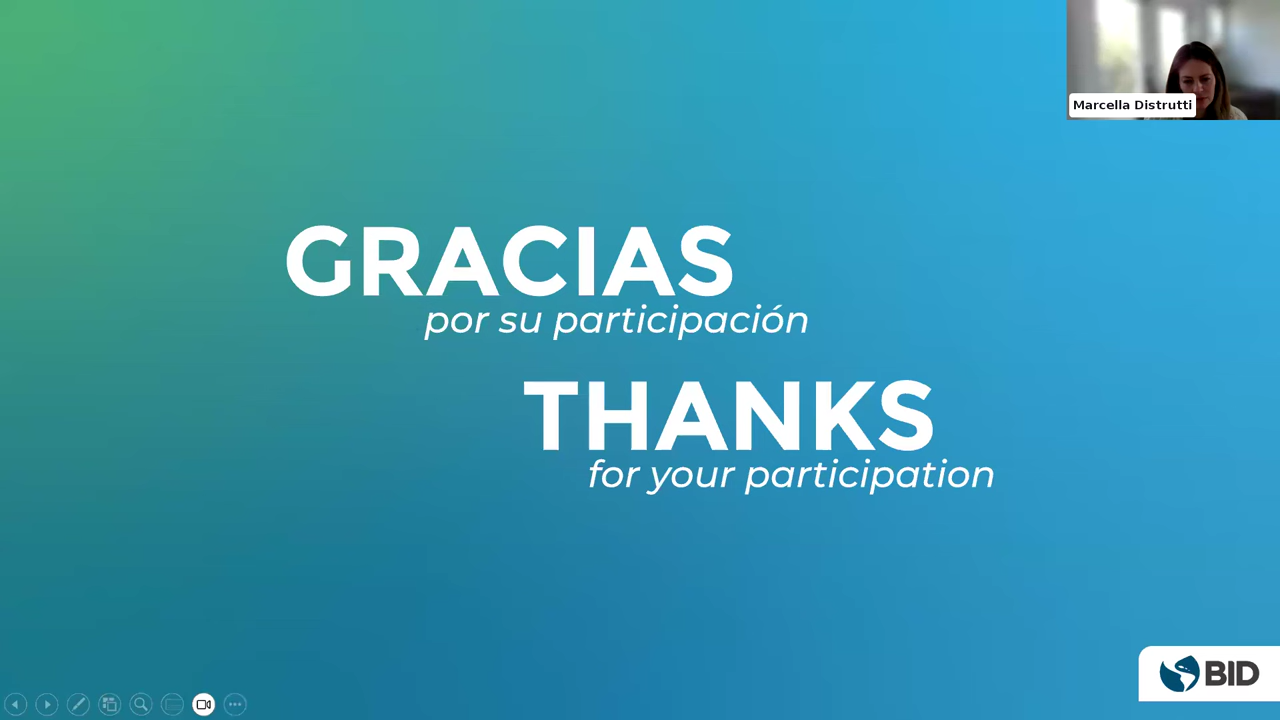 Marcella Distrutti
GRACIAS
por su participación
THANKS
for your participation
BID